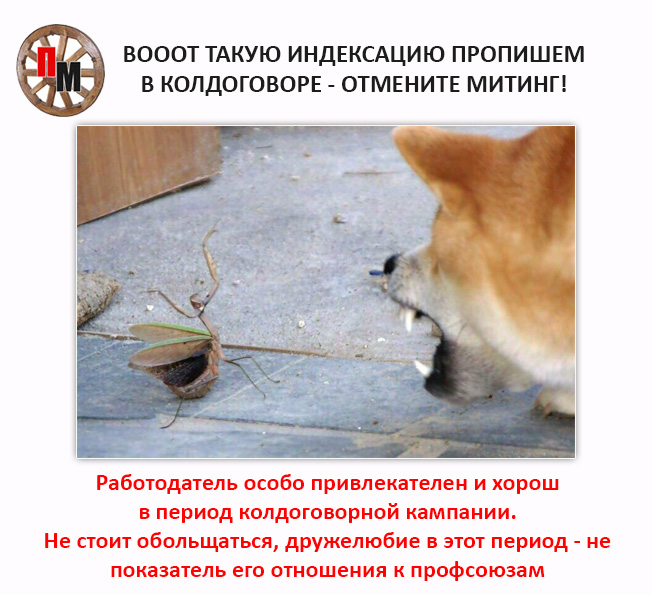 ПМ
ВОООТ ТАКУЮ ИНДЕКСАЦИЮ ПРОПИШЕМ
В КОЛДОГОВОРЕ - ОТМЕНИТЕ МИТИНГ!
Работодатель особо привлекателен и хорош
в период колдоговорной кампании.
Не стоит обольщаться, дружелюбие в этот период - не
показатель его отношения к профсоюзам